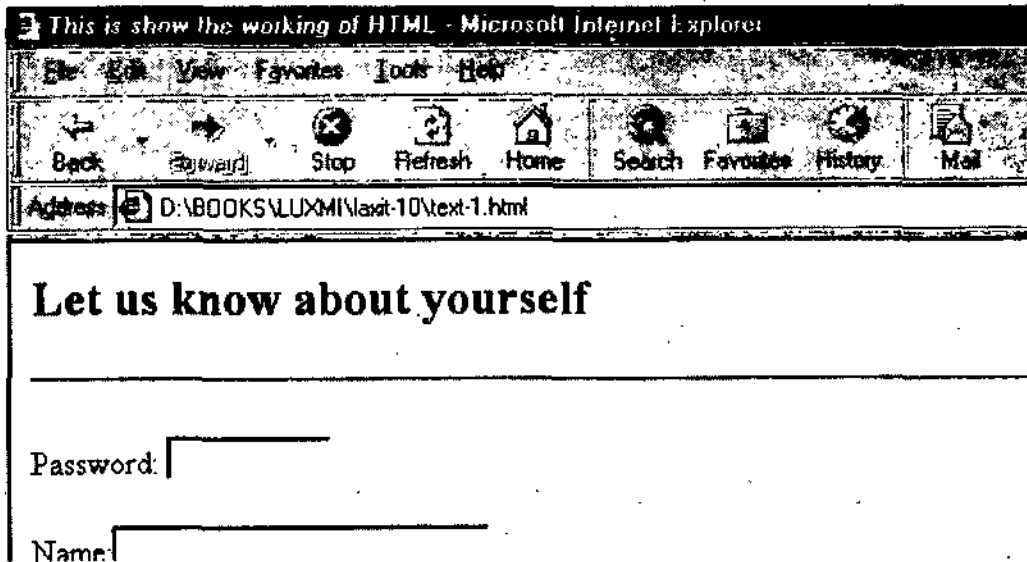 This is show the working of HTML - Microsoft Internet Explorer
File Edit View Favorites Tools Help
Back Forward Stop Refresh Home Search Favorites History Mail
Address D:\BOOKS\LUXMI\laxit-10\text-1.html
Let us know about yourself
Password:
Name: